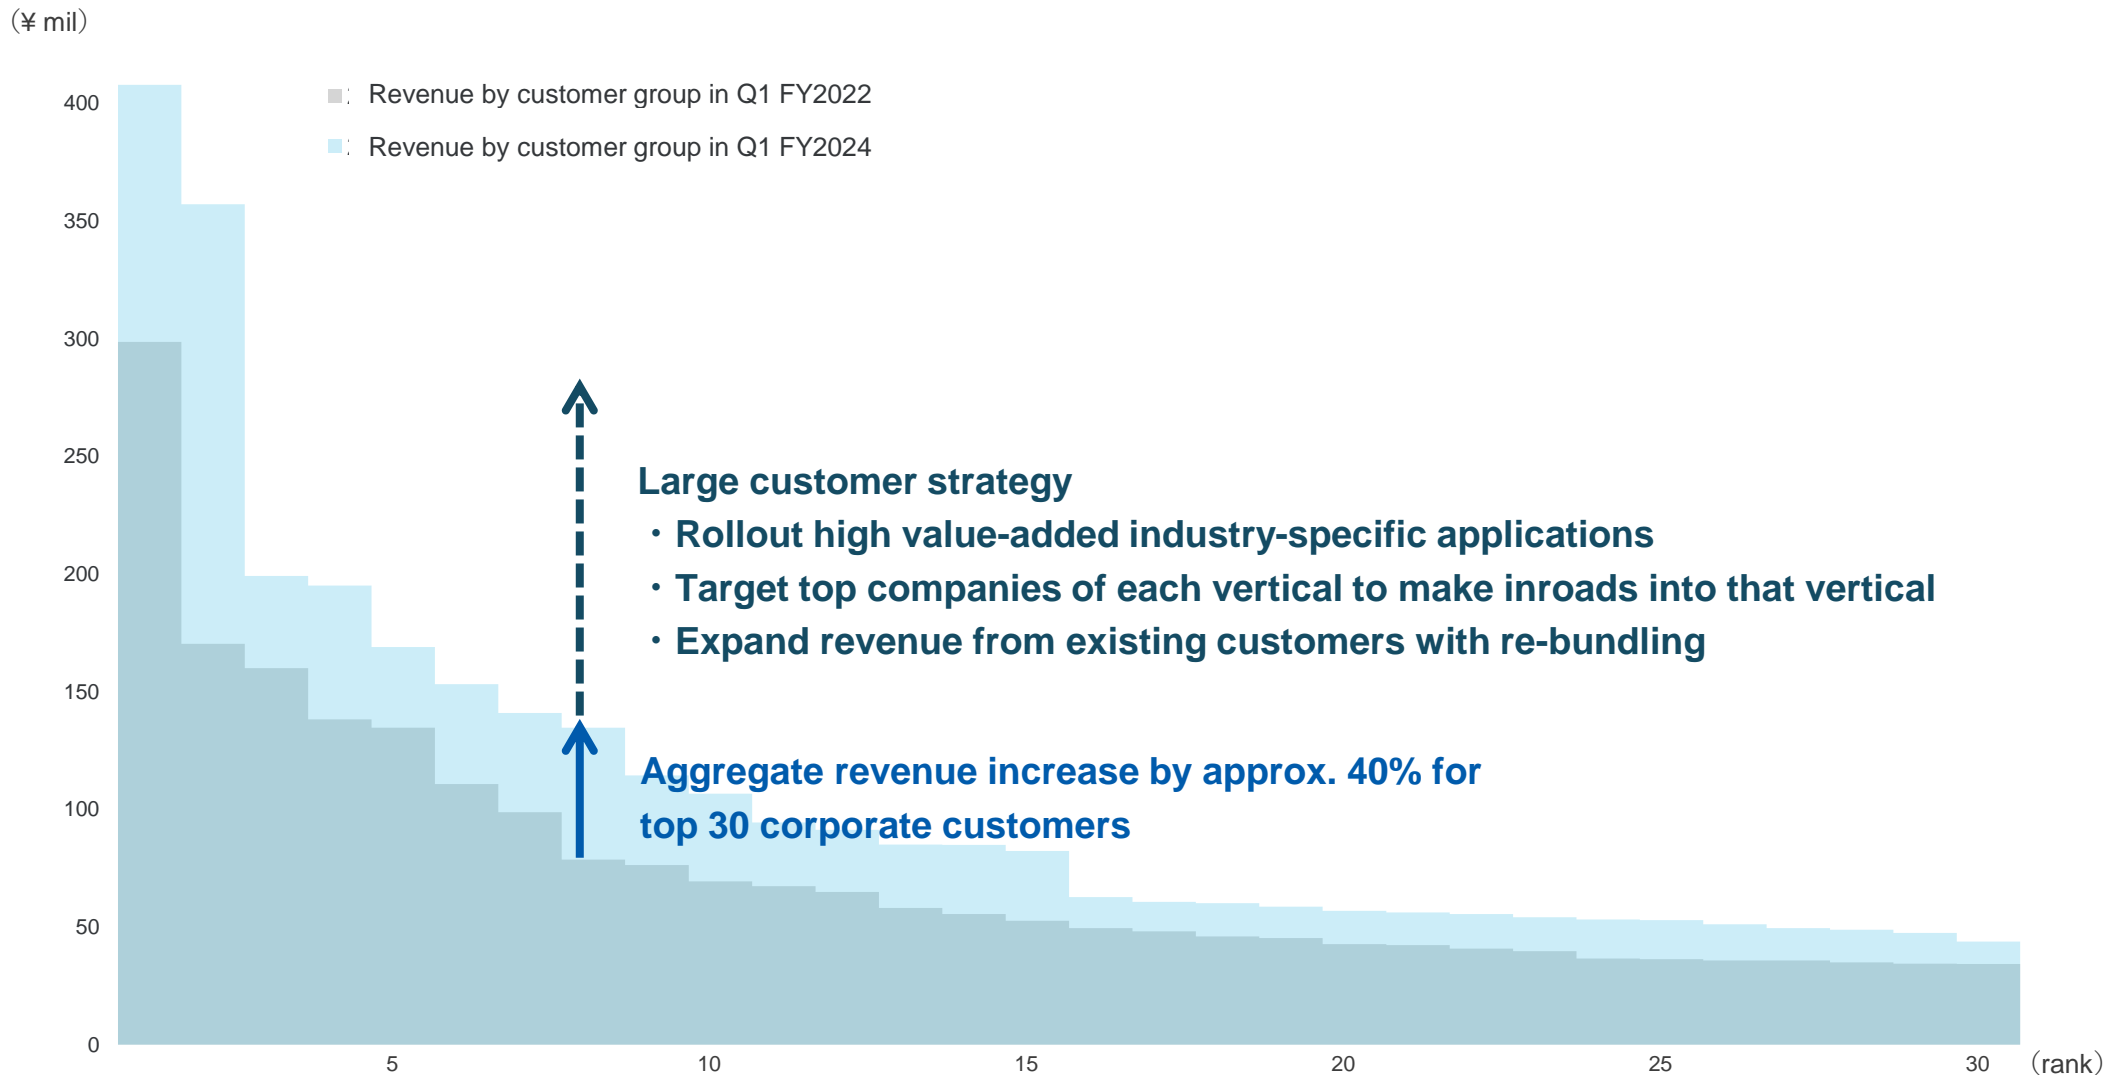 （¥ mil）
Revenue by customer group in Q1 FY2022
Revenue by customer group in Q1 FY2024
400
350
300
250
200
150
100
50
0
Large customer strategy
・Rollout high value-added industry-specific applications
・Target top companies of each vertical to make inroads into that vertical
・Expand revenue from existing customers with re-bundling
Aggregate revenue increase by approx. 40% for
top 30 corporate customers
5 10 15 20 25 30 （rank）